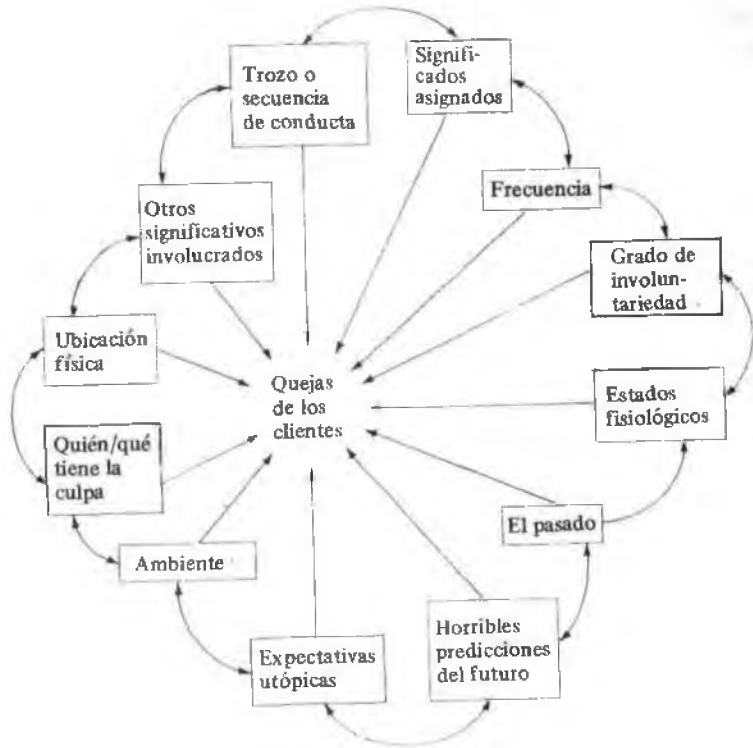 Trozo o
secuencia
de conducta
Signifi-
cados
asignados
Frecuencia
Grado de
involun-
tariedad
Estados
fisiológicos
El pasado
Horribles
predicciones
del futuro
Expectativas
utópicas
Ambiente
Quién/qué
tiene la
culpa
Ubicación
física
Otros
significativos
involucrados
Quejas
de los
clientes